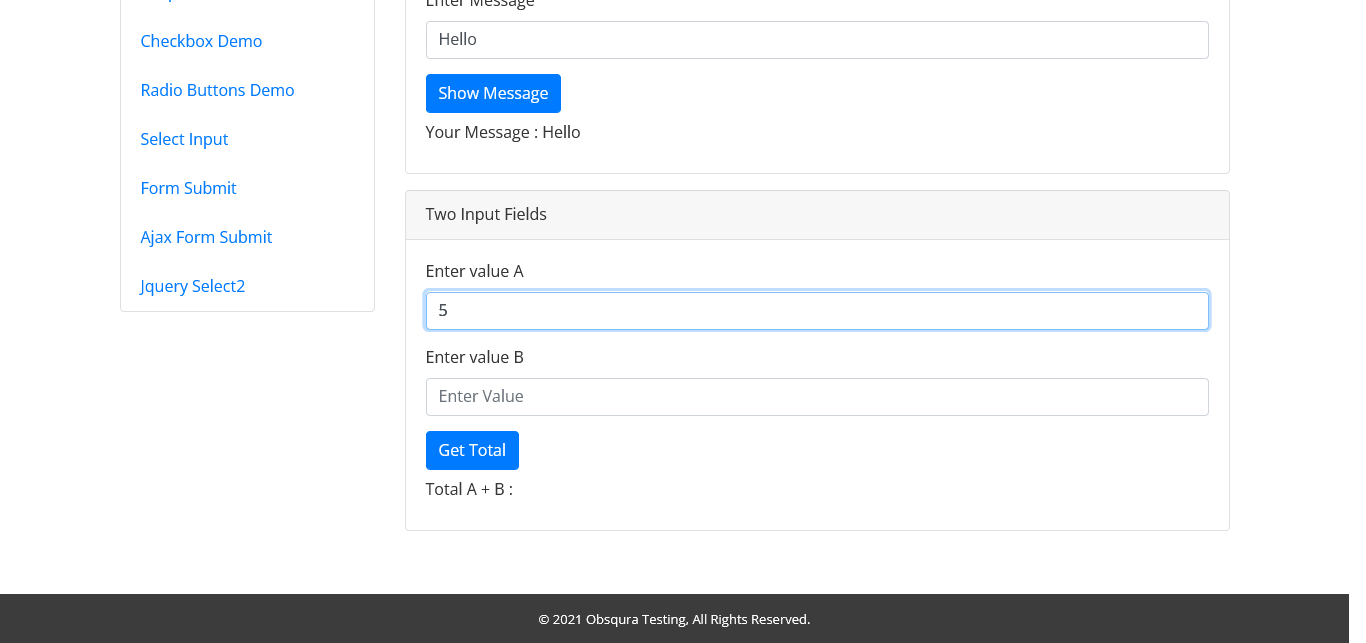 Checkbox Demo
Radio Buttons Demo
Select Input
Form Submit
Ajax Form Submit
Jquery Select2
Enter Message
Hello
Show Message
Your Message : Hello
Two Input Fields
Enter value A
5
Enter value B
Enter Value
Get Total
Total A + B :
© 2021 Obsqura Testing, All Rights Reserved.